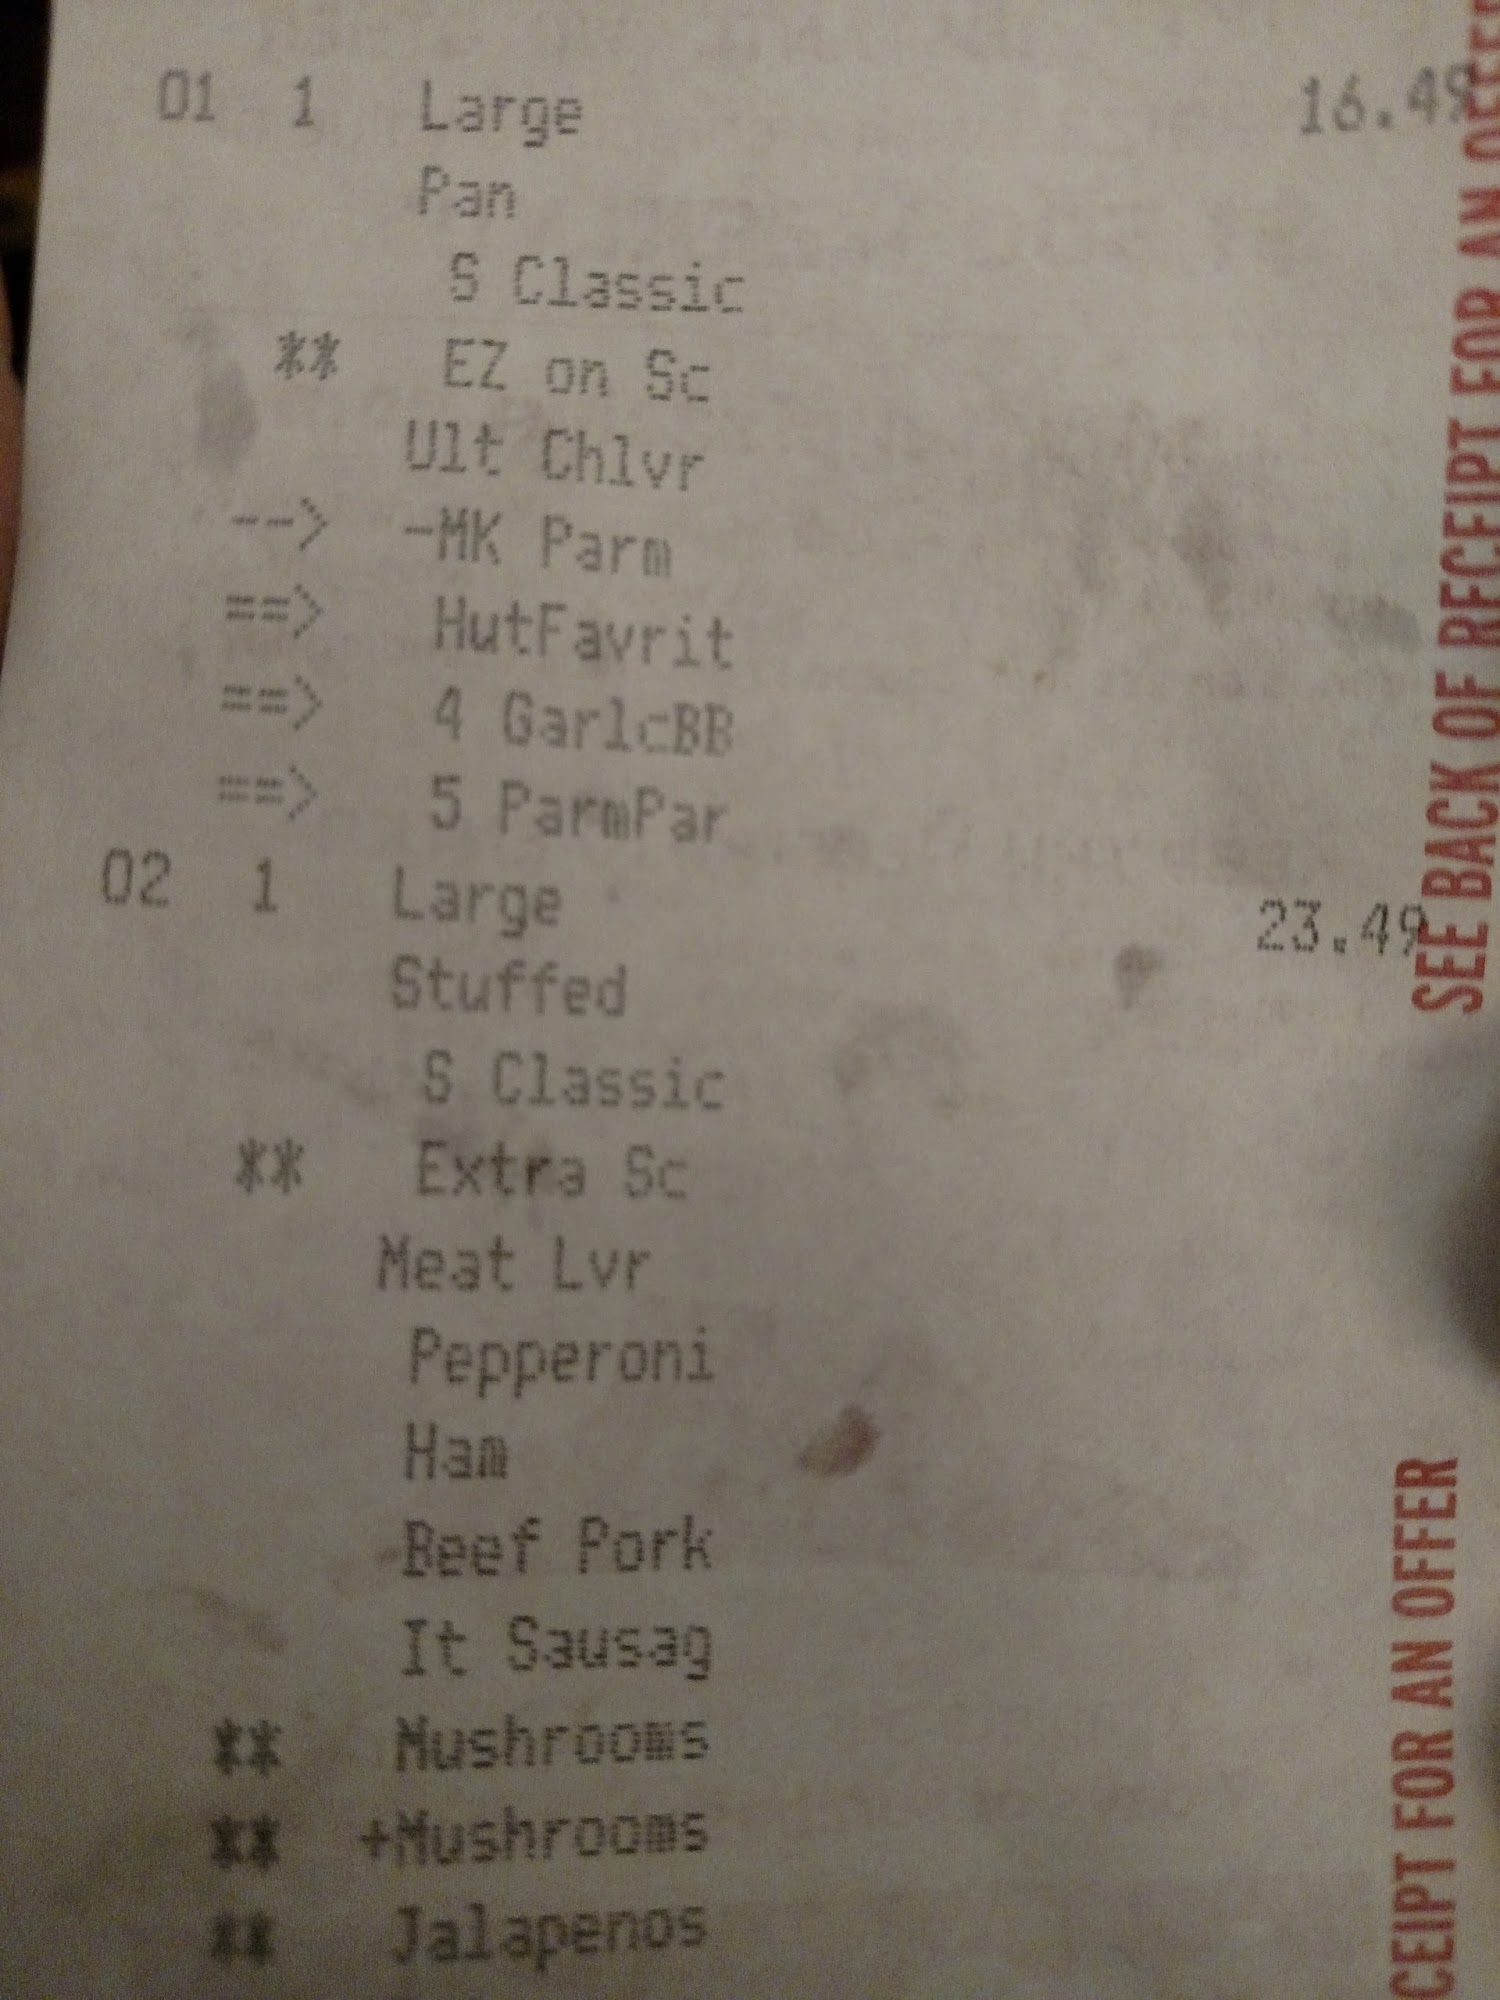 01 1 Large 16.49
Pan
S Classic
** EZ on Sc
Ult Chlvr
--> -MK Parm
==> HutFavrit
==> 4 GarlcBB
==> 5 ParmPar
02 1 Large 23.49
Stuffed
S Classic
** Extra Sc
Meat Lvr
Pepperoni
Ham
Beef Pork
It Sausag
** Mushrooms
** +Mushrooms
** Jalapenos
SEE BACK OF RECEIPT FOR AN OFFER
CEIPT FOR AN OFFER